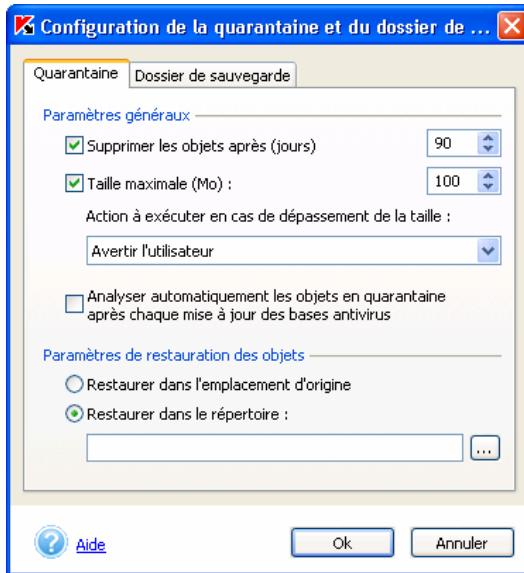 Configuration de la quarantaine et du dossier de ...
Quarantaine
Dossier de sauvegarde
Paramètres généraux
Supprimer les objets après (jours)
90
Taille maximale (Mo) :
100
Action à exécuter en cas de dépassement de la taille :
Avertir l'utilisateur
Analyser automatiquement les objets en quarantaine
après chaque mise à jour des bases antivirus
Paramètres de restauration des objets
Restaurer dans l'emplacement d'origine
Restaurer dans le répertoire :
...
Aide
Ok
Annuler